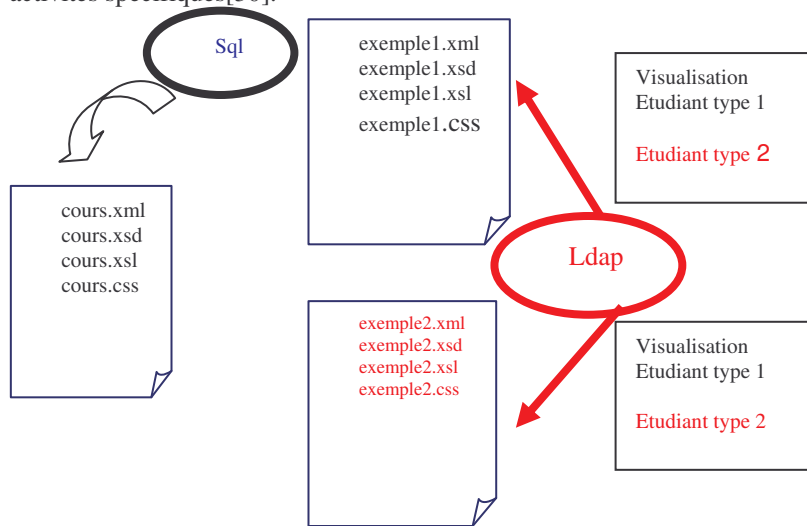 activités spécifiques[50].
Sql
exemple1.xml
exemple1.xsd
exemple1.xsl
exemple1.css
Visualisation
Etudiant type 1
Etudiant type 2
cours.xml
cours.xsd
cours.xsl
cours.css
Ldap
exemple2.xml
exemple2.xsd
exemple2.xsl
exemple2.css
Visualisation
Etudiant type 1
Etudiant type 2